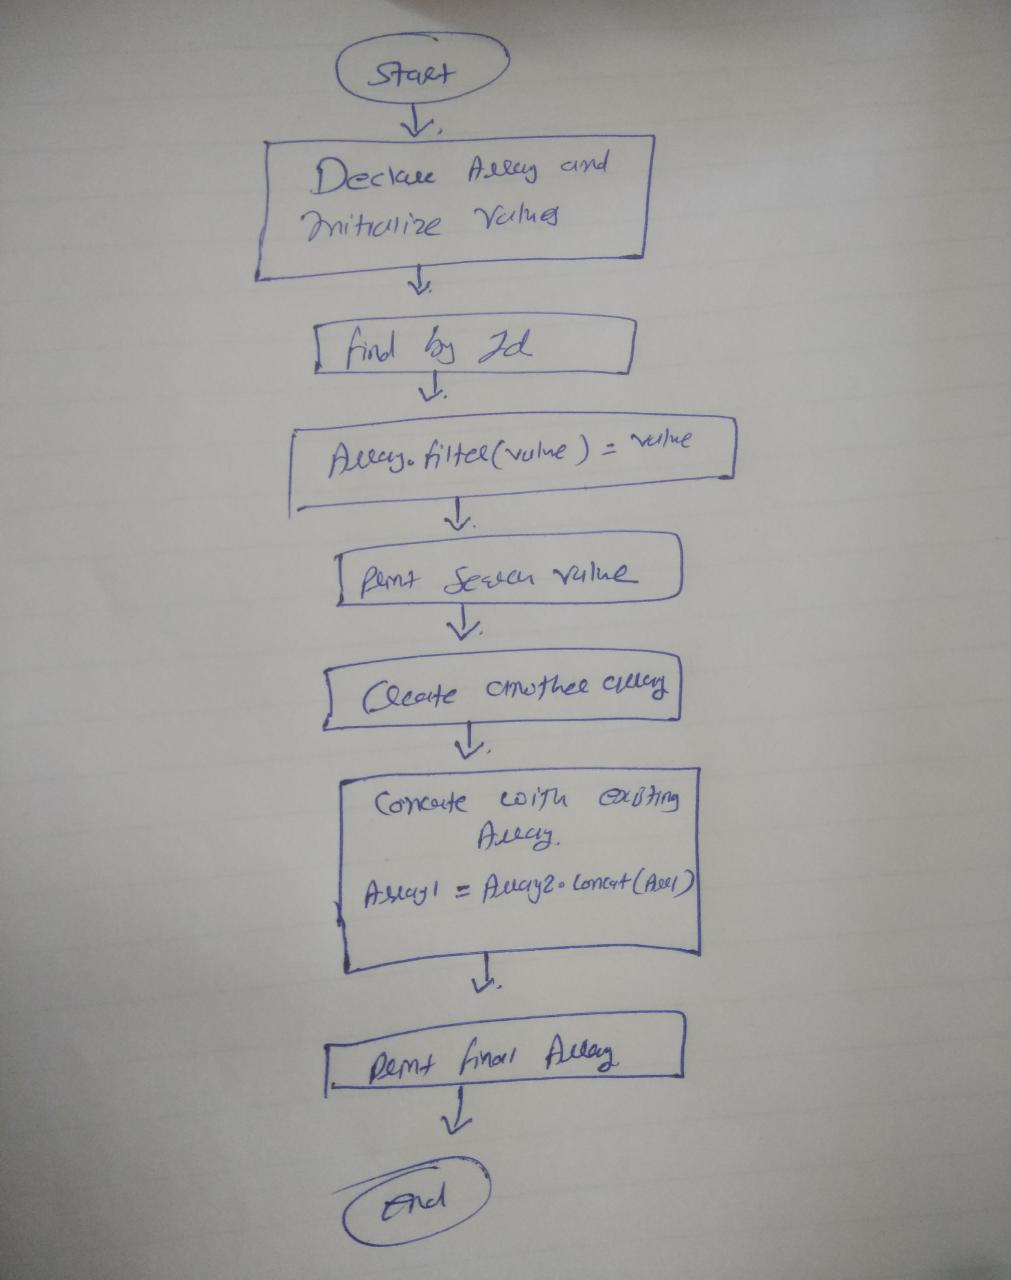 Start
Declare Array and
Initialize Values
find by Id
Array.filter(value) = value
Print Search value
Create another array
Concate with existing
Array.
Array1 = Array2.concat(Arr1)
Print final Array
End